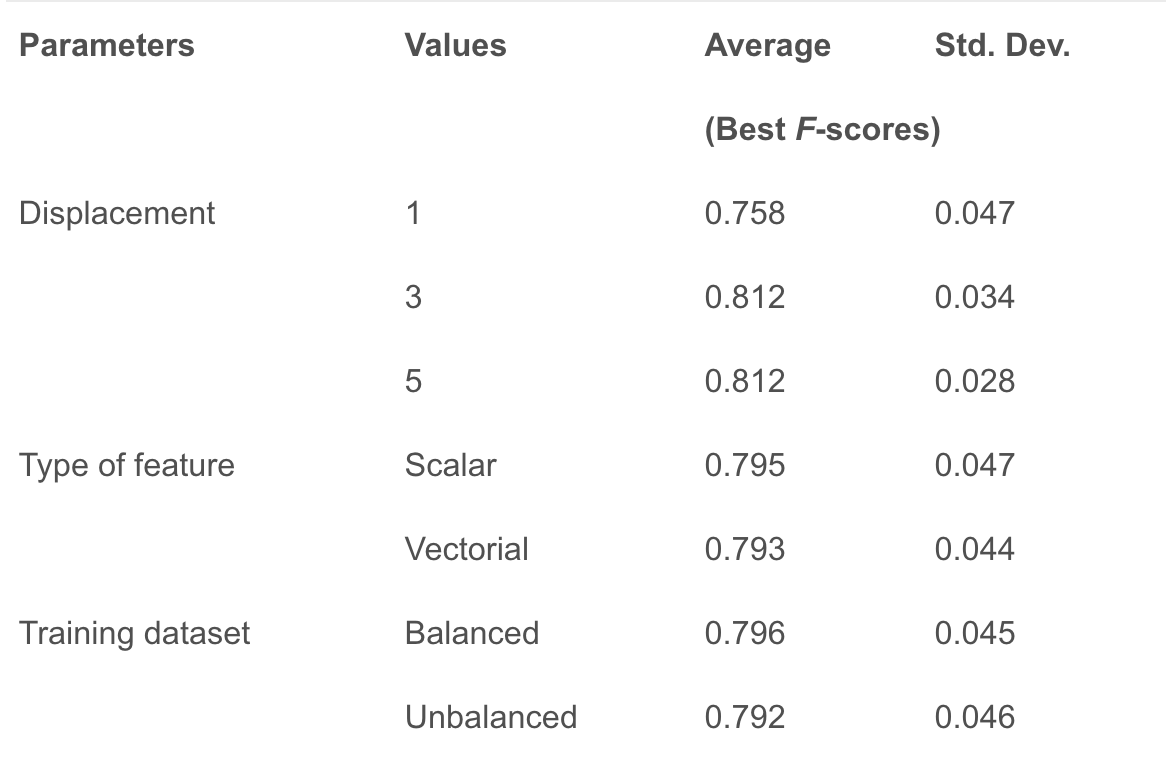 Parameters Values Average Std. Dev.
(Best F-scores)
Displacement 1 0.758 0.047
3 0.812 0.034
5 0.812 0.028
Type of feature Scalar 0.795 0.047
Vectorial 0.793 0.044
Training dataset Balanced 0.796 0.045
Unbalanced 0.792 0.046